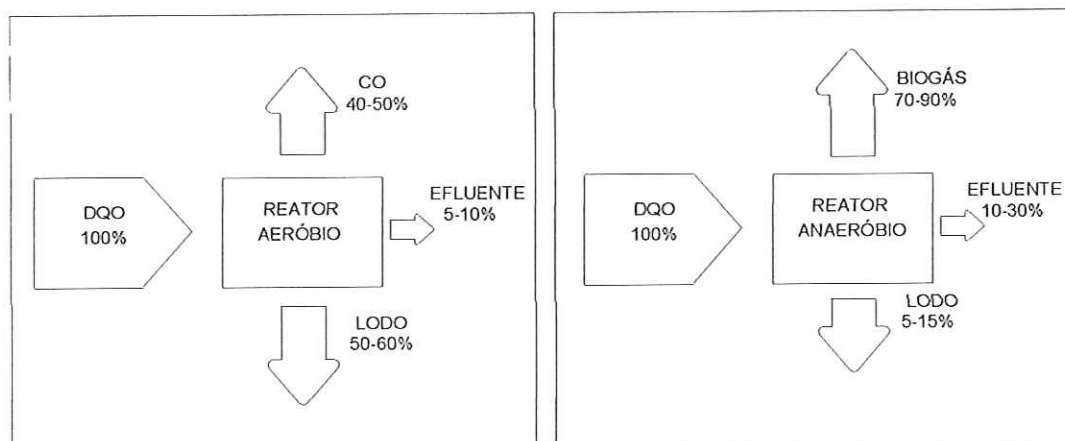 CO
40-50%
DQO
100%
REATOR
AERÓBIO
EFLUENTE
5-10%
LODO
50-60%
BIOGÁS
70-90%
DQO
100%
REATOR
ANAERÓBIO
EFLUENTE
10-30%
LODO
5-15%